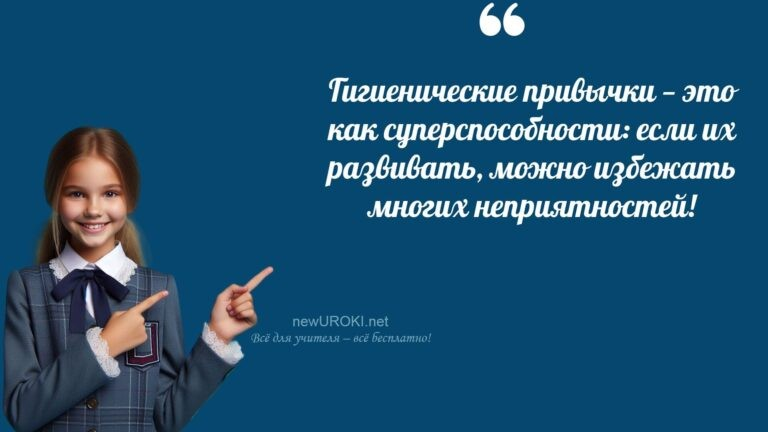 “
Гигиенические привычки – это
как суперспособности: если их
развивать, можно избежать
многих неприятностей!
newUROKI.net
Всё для учителя – всё бесплатно!